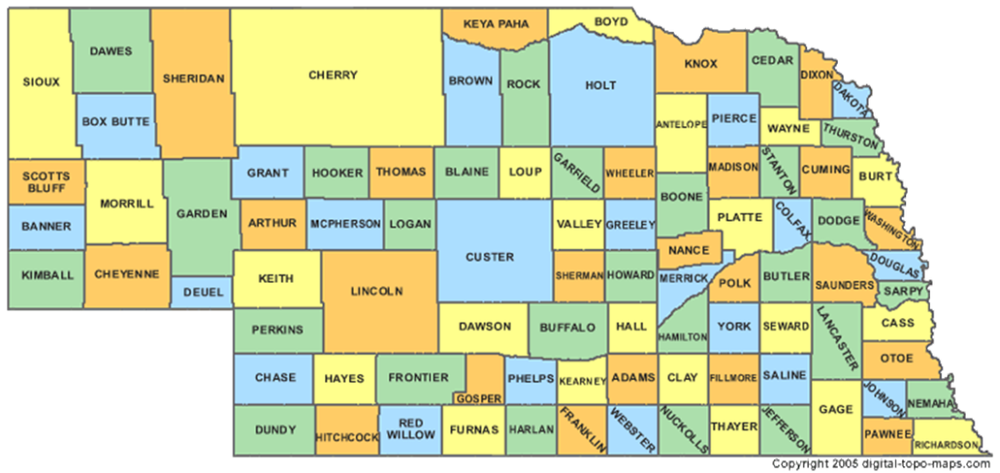 BOYD
KEYA PAHA
DAWES
CHERRY
SHERIDAN
SIOUX
BROWN
ROCK
HOLT
KNOX
CEDAR
DIXON
DAKOTA
BOX BUTTE
ANTELOPE
PIERCE
WAYNE
THURSTON
SCOTTS
BLUFF
GRANT
HOOKER
THOMAS
BLAINE
LOUP
GARFIELD
WHEELER
MADISON
STANTON
CUMING
BURT
MORRILL
GARDEN
BOONE
BANNER
ARTHUR
MCPHERSON
LOGAN
CUSTER
VALLEY
GREELEY
PLATTE
COLFAX
DODGE
WASHINGTON
KIMBALL
CHEYENNE
DEUEL
KEITH
LINCOLN
SHERMAN
HOWARD
NANCE
MERRICK
POLK
BUTLER
SAUNDERS
DOUGLAS
SARPY
PERKINS
DAWSON
BUFFALO
HALL
HAMILTON
YORK
SEWARD
LANCASTER
CASS
OTOE
CHASE
HAYES
FRONTIER
GOSPER
PHELPS
KEARNEY
ADAMS
CLAY
FILLMORE
SALINE
GAGE
JOHNSON
NEMAHA
DUNDY
HITCHCOCK
RED
WILLOW
FURNAS
HARLAN
FRANKLIN
WEBSTER
NUCKOLLS
THAYER
JEFFERSON
PAWNEE
RICHARDSON
Copyright 2005 digital-topo-maps.com